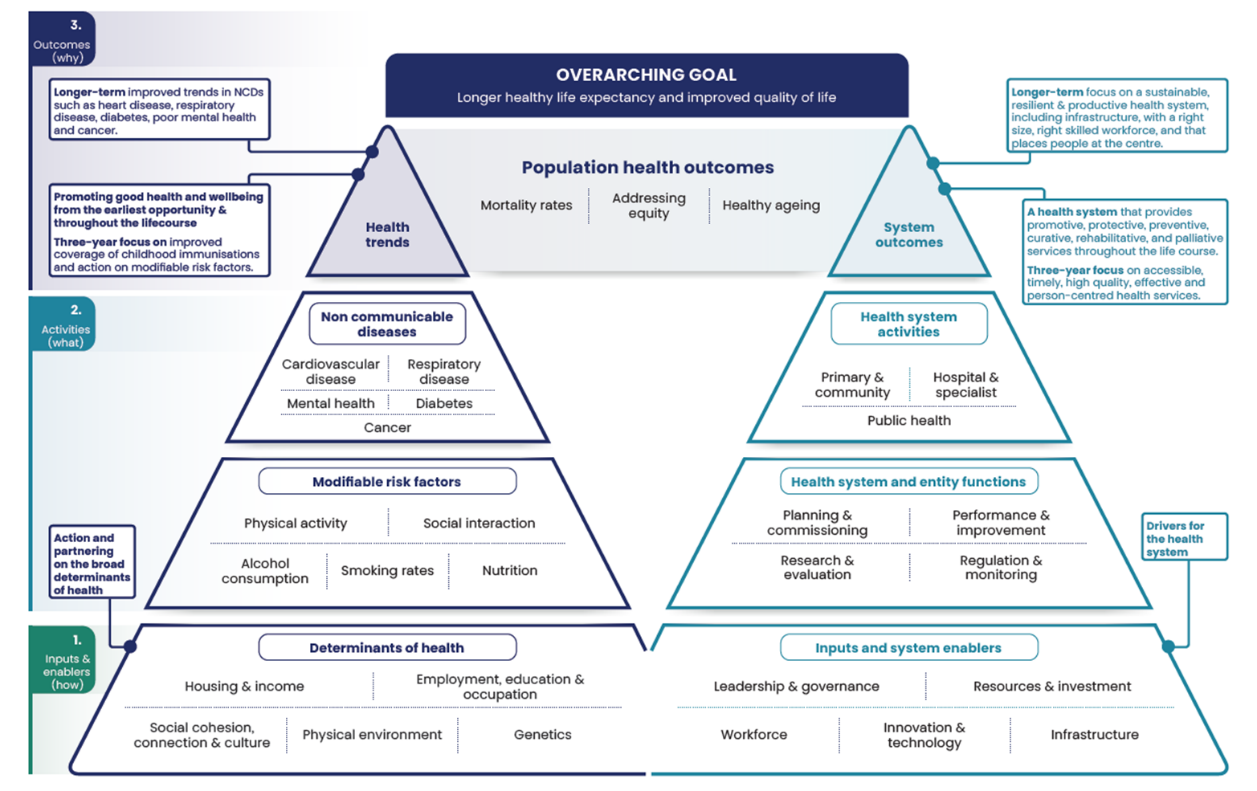 3.
Outcomes
(why)
OVERARCHING GOAL
Longer healthy life expectancy and improved quality of life
Longer-term improved trends in NCDs
such as heart disease, respiratory
disease, diabetes, poor mental health
and cancer.
Promoting good health and wellbeing
from the earliest opportunity &
throughout the lifecourse
Three-year focus on improved
coverage of childhood immunisations
and action on modifiable risk factors.
Health
trends
Population health outcomes
Mortality rates
Addressing
equity
Healthy ageing
System
outcomes
Longer-term focus on a sustainable,
resilient & productive health system,
including infrastructure, with a right
size, right skilled workforce, and that
places people at the centre.
A health system that provides
promotive, protective, preventive,
curative, rehabilitative, and palliative
services throughout the life course.
Three-year focus on accessible,
timely, high quality, effective and
person-centred health services.
2.
Activities
(what)
Non communicable
diseases
Cardiovascular
disease
Respiratory
disease
Mental health
Diabetes
Cancer
Health system
activities
Primary &
community
Hospital &
specialist
Public health
Modifiable risk factors
Physical activity
Social interaction
Alcohol
consumption
Smoking rates
Nutrition
Health system and entity functions
Planning &
commissioning
Performance &
improvement
Research &
evaluation
Regulation &
monitoring
Action and
partnering
on the broad
determinants
of health
Drivers for
the health
system
1.
Inputs &
enablers
(how)
Determinants of health
Housing & income
Employment, education &
occupation
Social cohesion,
connection & culture
Physical environment
Genetics
Inputs and system enablers
Leadership & governance
Resources & investment
Workforce
Innovation &
technology
Infrastructure